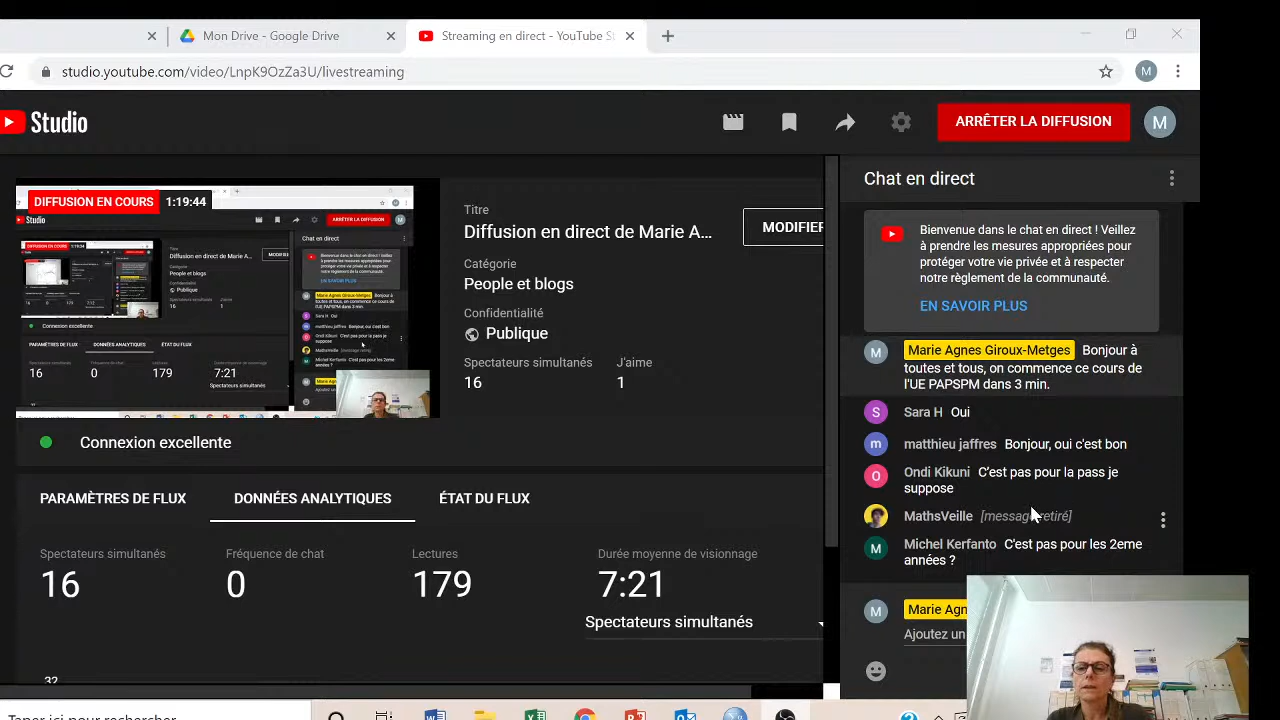 Mon Drive - Google Drive
Streaming en direct - YouTube S
studio.youtube.com/video/LnpK9OzZa3U/livestreaming
M
Studio
ARRÊTER LA DIFFUSION
M
DIFFUSION EN COURS 1:19:44
Titre
Diffusion en direct de Marie A...
MODIFIER
Catégorie
People et blogs
Confidentialité
Publique
Spectateurs simultanés
J'aime
16
1
Connexion excellente
PARAMÈTRES DE FLUX
DONNÉES ANALYTIQUES
ÉTAT DU FLUX
Spectateurs simultanés
Fréquence de chat
Lectures
Durée moyenne de visionnage
16
0
179
7:21
Spectateurs simultanés
32
Chat en direct
Bienvenue dans le chat en direct ! Veillez
à prendre les mesures appropriées pour
protéger votre vie privée et à respecter
notre règlement de la communauté.
EN SAVOIR PLUS
M Marie Agnes Giroux-Metges Bonjour à
toutes et tous, on commence ce cours de
l'UE PAPSPM dans 3 min.
S Sara H Oui
m matthieu jaffres Bonjour, oui c'est bon
O Ondi Kikuni C'est pas pour la pass je
suppose
MathsVeille [message retiré]
M Michel Kerfanto C'est pas pour les 2eme
années ?
M Marie Agn
Ajoutez un
Taper ici pour rechercher